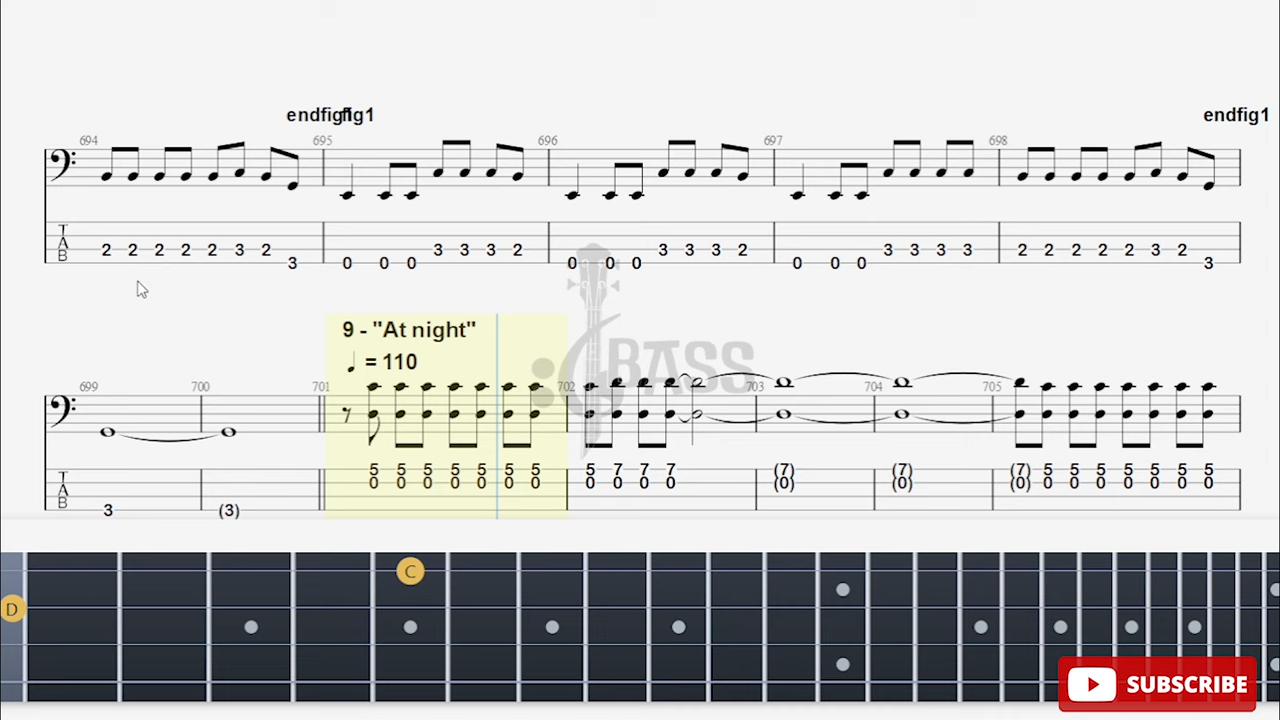 endfig1 fig1 endfig1
694 695 696 697 698
T
A
B
2 2 2 2 2 3 2 3 0 0 0 3 3 3 2 0 0 0 3 3 3 2 0 0 0 3 3 3 3 2 2 2 2 2 3 2 3
9 - "At night"
= 110
699 700 701 702 703 704 705
BASS
T
A
B
5 5 5 5 5 5 5 5 7 7 7 (7) (7) (7) 5 5 5 5 5 5 5
0 0 0 0 0 0 0 0 0 0 0 (0) (0) (0) 0 0 0 0 0 0 0
3 (3)
C
D
SUBSCRIBE